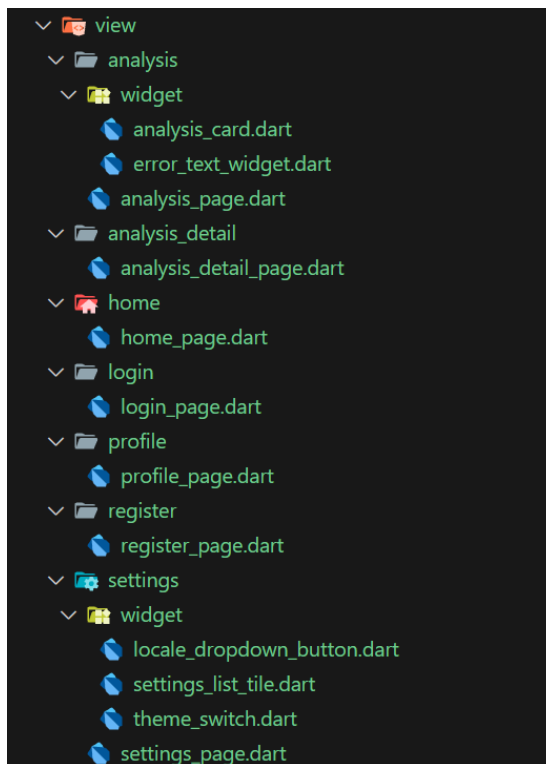 view
analysis
widget
analysis_card.dart
error_text_widget.dart
analysis_page.dart
analysis_detail
analysis_detail_page.dart
home
home_page.dart
login
login_page.dart
profile
profile_page.dart
register
register_page.dart
settings
widget
locale_dropdown_button.dart
settings_list_tile.dart
theme_switch.dart
settings_page.dart